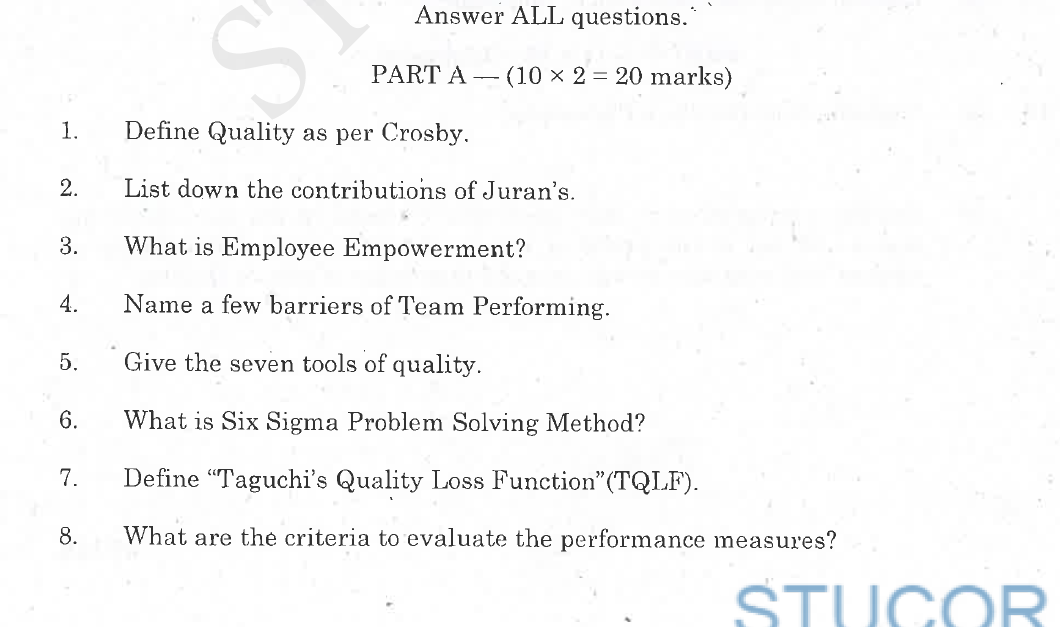 Answer ALL questions.
PART A — (10 × 2 = 20 marks)
1. Define Quality as per Crosby.
2. List down the contributions of Juran’s.
3. What is Employee Empowerment?
4. Name a few barriers of Team Performing.
5. Give the seven tools of quality.
6. What is Six Sigma Problem Solving Method?
7. Define “Taguchi’s Quality Loss Function”(TQLF).
8. What are the criteria to evaluate the performance measures?
STUCOR